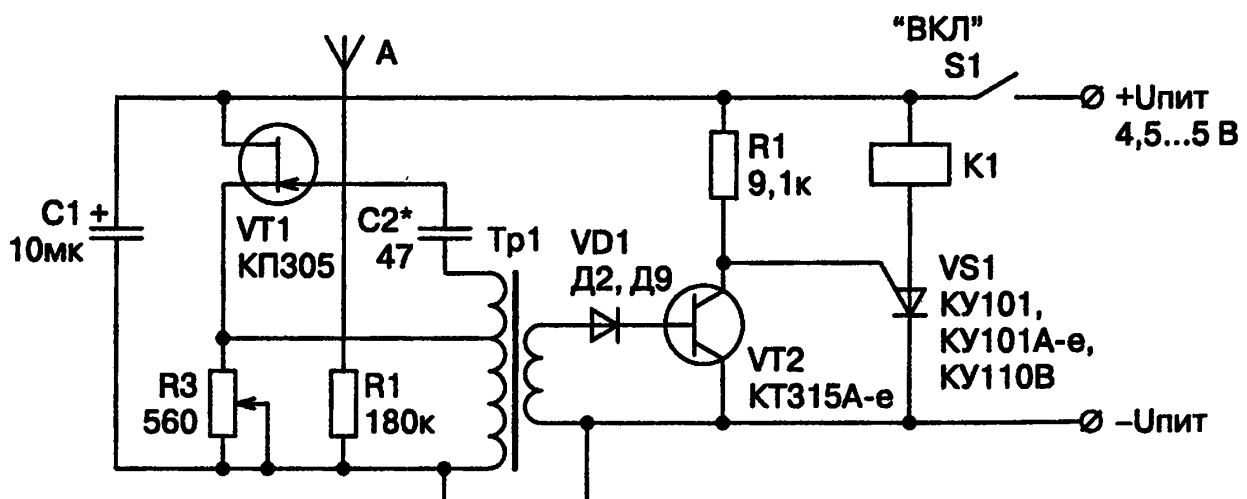 "ВКЛ"
S1
A
+Uпит
4,5...5 В
R1
9,1к
K1
C1 +
10мк
VT1
КП305
C2*
47
Tp1
VD1
Д2, Д9
VS1
КУ101,
КУ101А-е,
КУ110В
VT2
КТ315А-е
R3
560
R1
180к
–Uпит